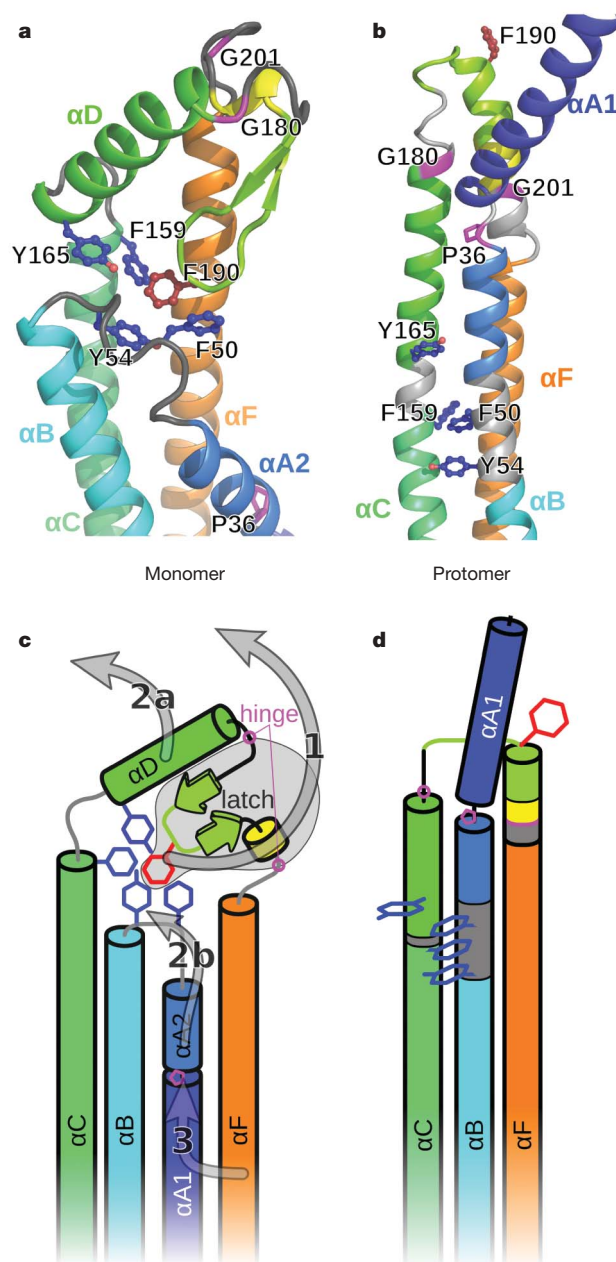 a
G201
αD
G180
F159
Y165
F190
Y54
F50
αB
αF
αA2
αC
P36
Monomer
b
F190
αA1
G180
G201
P36
Y165
αF
F159
F50
Y54
αC
αB
Protomer
c
2a
hinge
1
αD
latch
2b
αA2
3
αC
αB
αA1
αF
d
αA1
αC
αB
αF